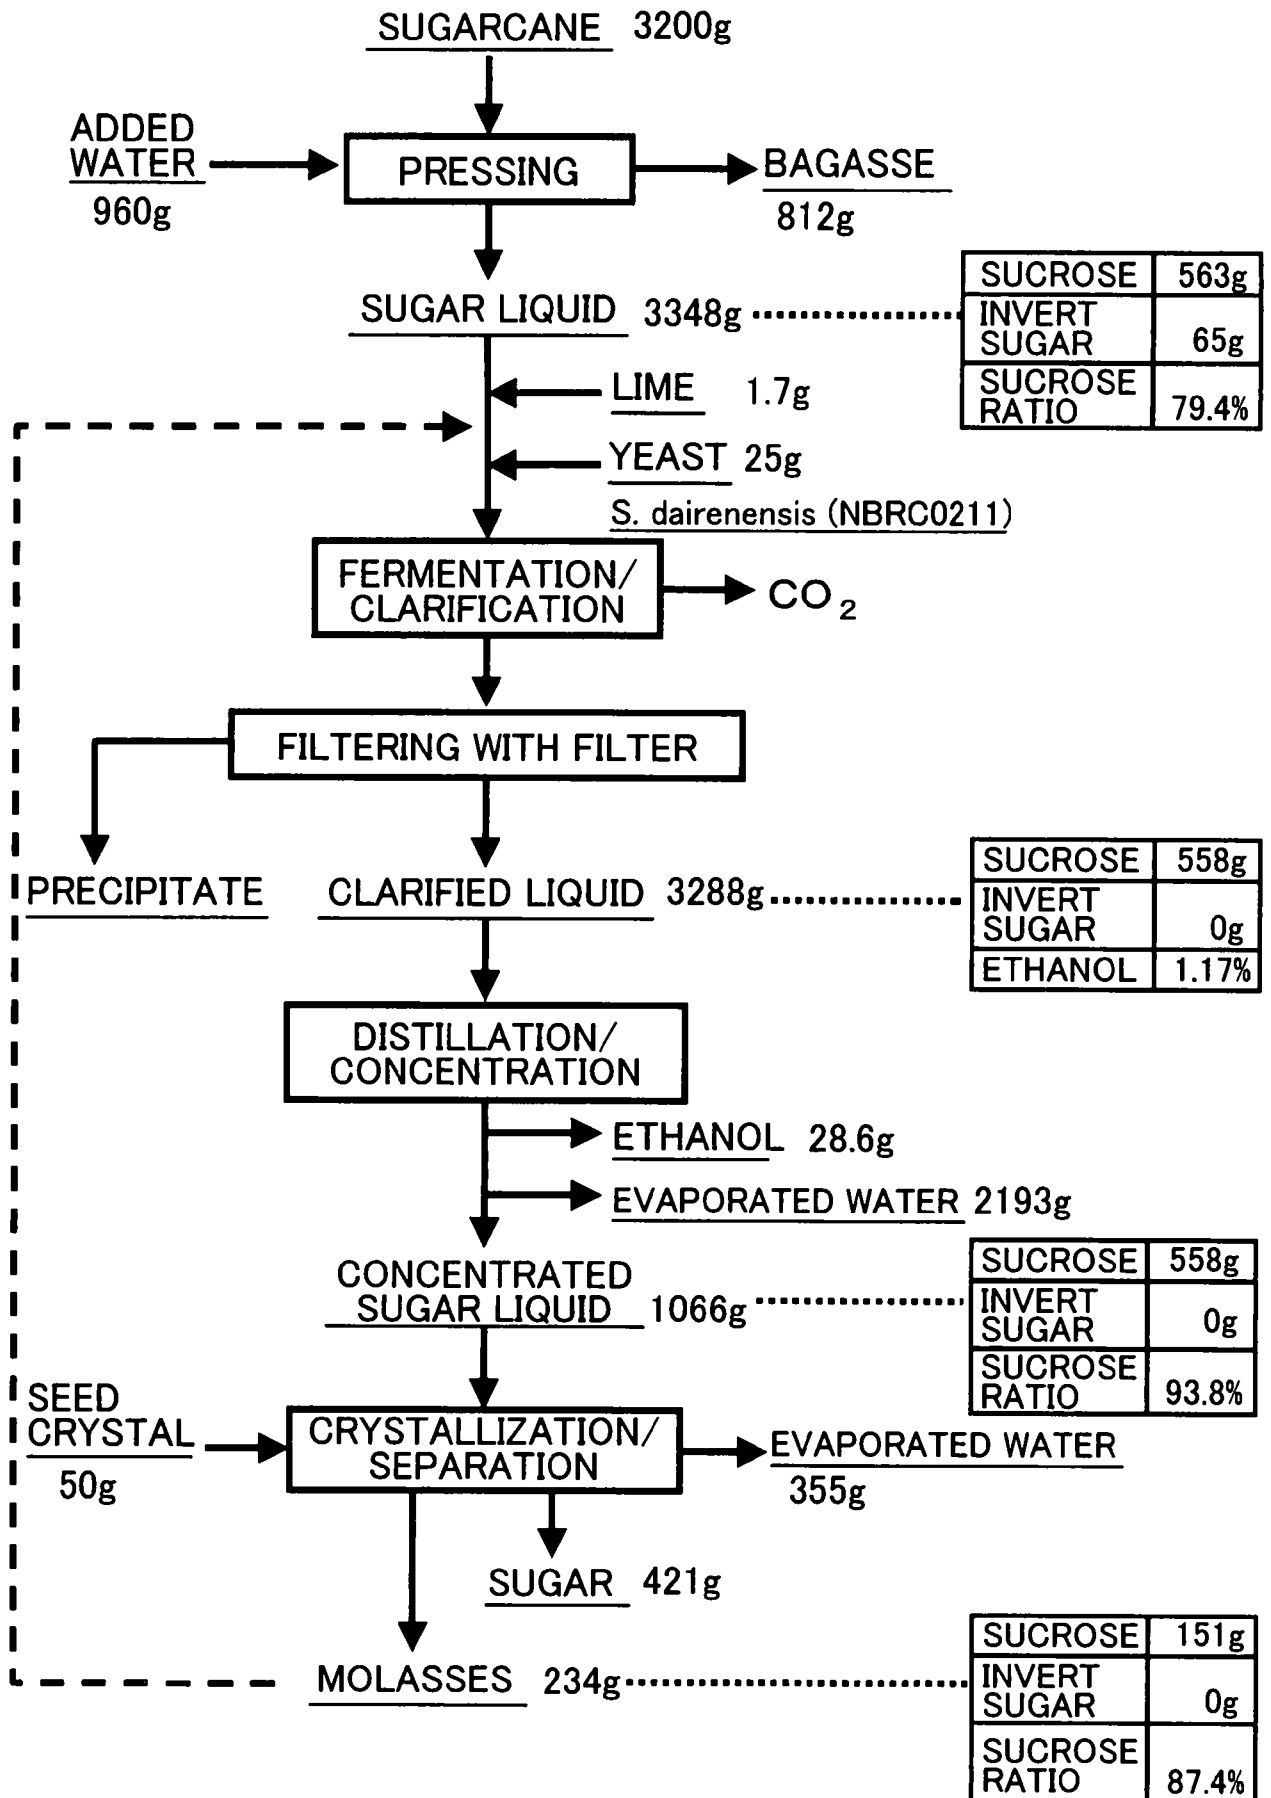 SUGARCANE 3200g
ADDED
WATER
960g
PRESSING
BAGASSE
812g
SUGAR LIQUID 3348g
SUCROSE 563g
INVERT
SUGAR 65g
SUCROSE
RATIO 79.4%
LIME 1.7g
YEAST 25g
S. dairenensis (NBRC0211)
FERMENTATION/
CLARIFICATION
CO2
FILTERING WITH FILTER
PRECIPITATE
CLARIFIED LIQUID 3288g
SUCROSE 558g
INVERT
SUGAR 0g
ETHANOL 1.17%
DISTILLATION/
CONCENTRATION
ETHANOL 28.6g
EVAPORATED WATER 2193g
CONCENTRATED
SUGAR LIQUID 1066g
SUCROSE 558g
INVERT
SUGAR 0g
SUCROSE
RATIO 93.8%
SEED
CRYSTAL
50g
CRYSTALLIZATION/
SEPARATION
EVAPORATED WATER
355g
SUGAR 421g
MOLASSES 234g
SUCROSE 151g
INVERT
SUGAR 0g
SUCROSE
RATIO 87.4%